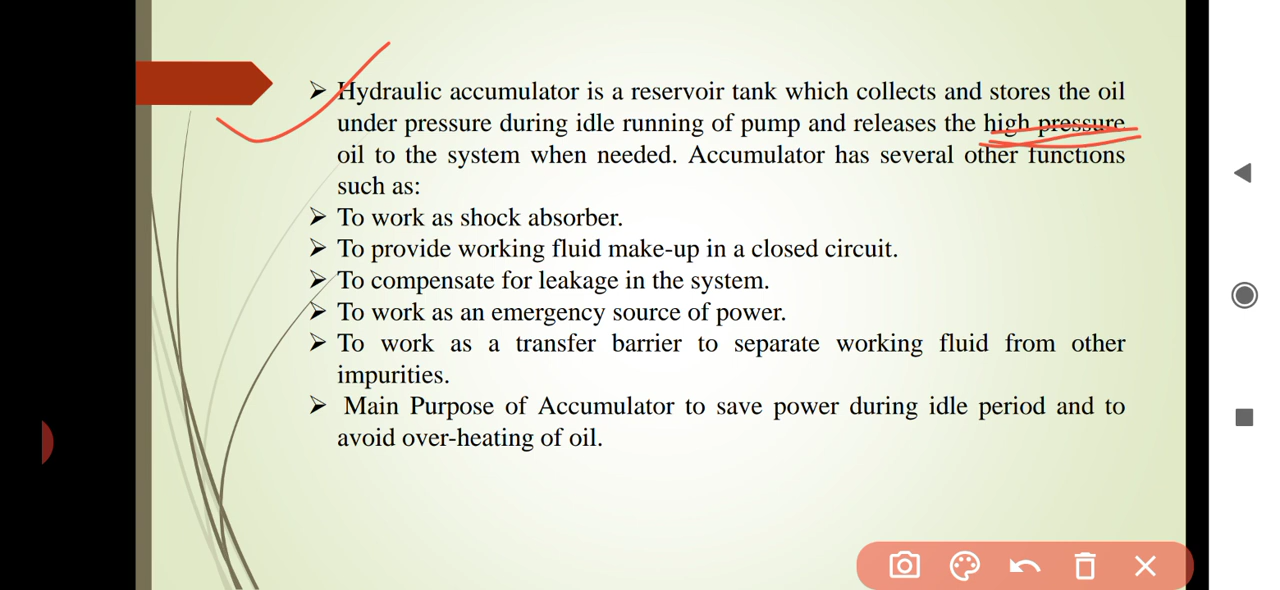 Hydraulic accumulator is a reservoir tank which collects and stores the oil
under pressure during idle running of pump and releases the high pressure
oil to the system when needed. Accumulator has several other functions
such as:
To work as shock absorber.
To provide working fluid make-up in a closed circuit.
To compensate for leakage in the system.
To work as an emergency source of power.
To work as a transfer barrier to separate working fluid from other
impurities.
Main Purpose of Accumulator to save power during idle period and to
avoid over-heating of oil.